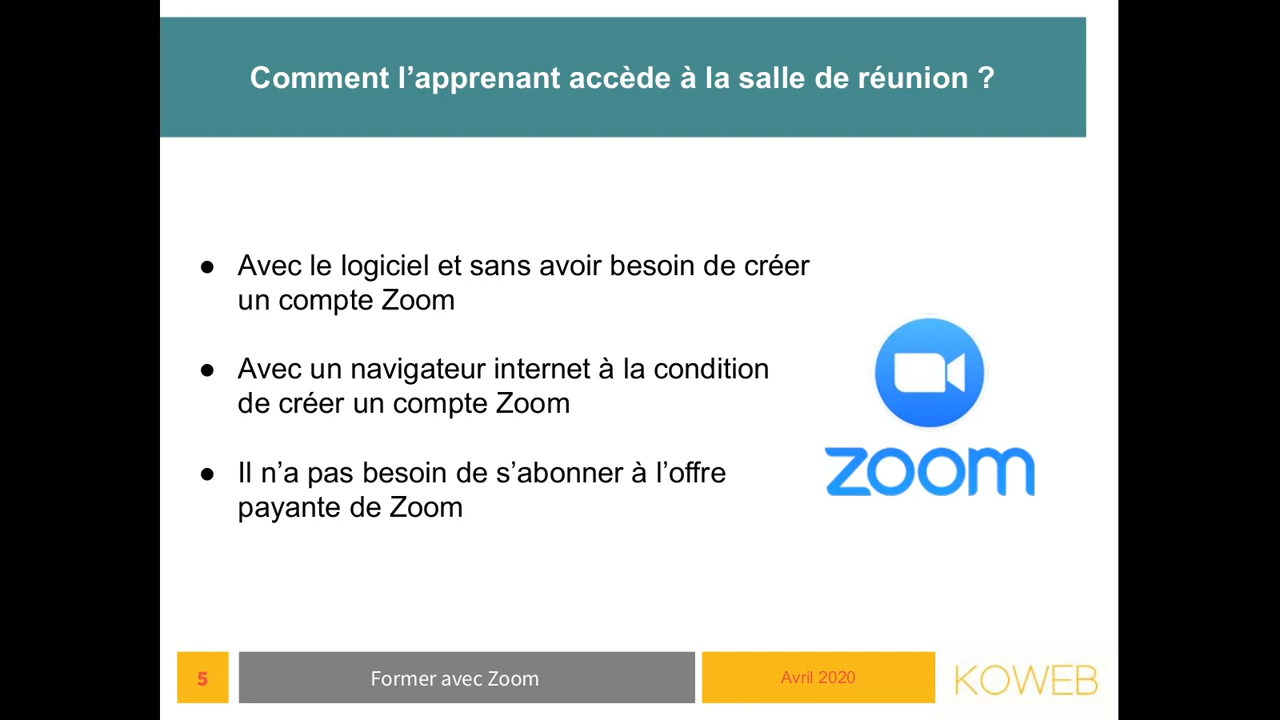 Comment l’apprenant accède à la salle de réunion ?
● Avec le logiciel et sans avoir besoin de créer
un compte Zoom
● Avec un navigateur internet à la condition
de créer un compte Zoom
● Il n’a pas besoin de s’abonner à l’offre
payante de Zoom
zoom
5
Former avec Zoom
Avril 2020
KOWEB